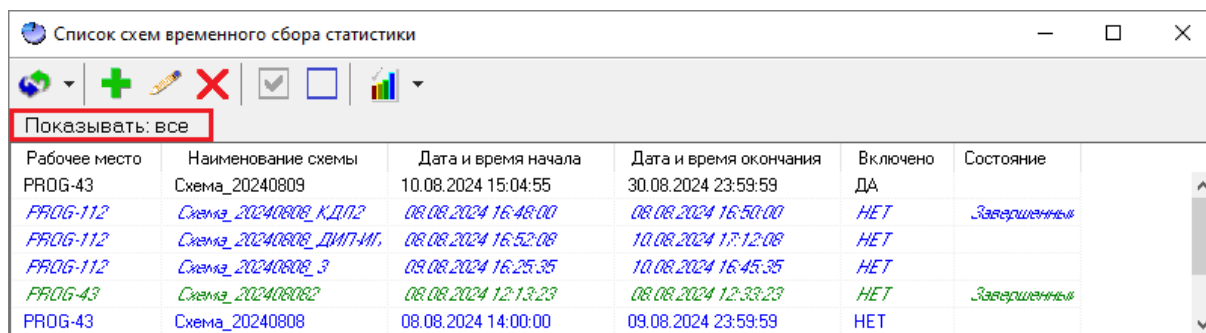 Список схем временного сбора статистики
Показывать: все
Рабочее место Наименование схемы Дата и время начала Дата и время окончания Включено Состояние
PROG-43 Схема_20240809 10.08.2024 15:04:55 30.08.2024 23:59:59 ДА
PROG-112 Схема_20240808_КДЛ2 08.08.2024 16:48:00 08.08.2024 16:50:00 НЕТ Завершенный
PROG-112 Схема_20240808_ДИП-ИП 08.08.2024 16:52:08 10.08.2024 17:12:08 НЕТ
PROG-112 Схема_20240808_3 09.08.2024 16:25:35 10.08.2024 16:45:35 НЕТ
PROG-43 Схема_202408082 08.08.2024 12:13:23 08.08.2024 12:33:23 НЕТ Завершенный
PROG-43 Схема_20240808 08.08.2024 14:00:00 09.08.2024 23:59:59 НЕТ